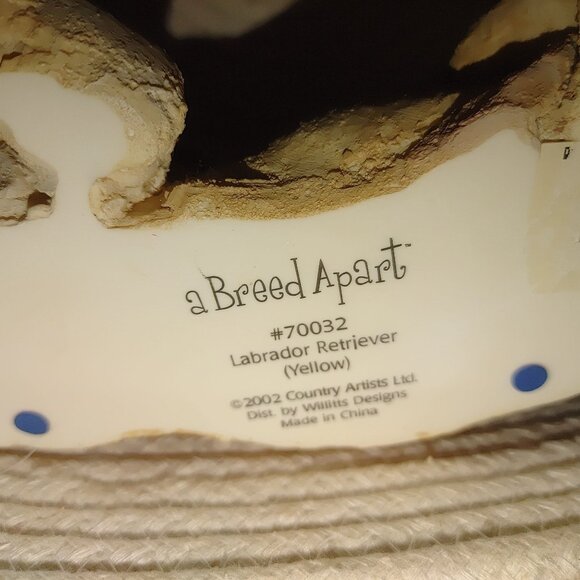 a Breed Apart™
#70032
Labrador Retriever
(Yellow)
©2002 Country Artists Ltd.
Dist. by Willitts Designs
Made in China